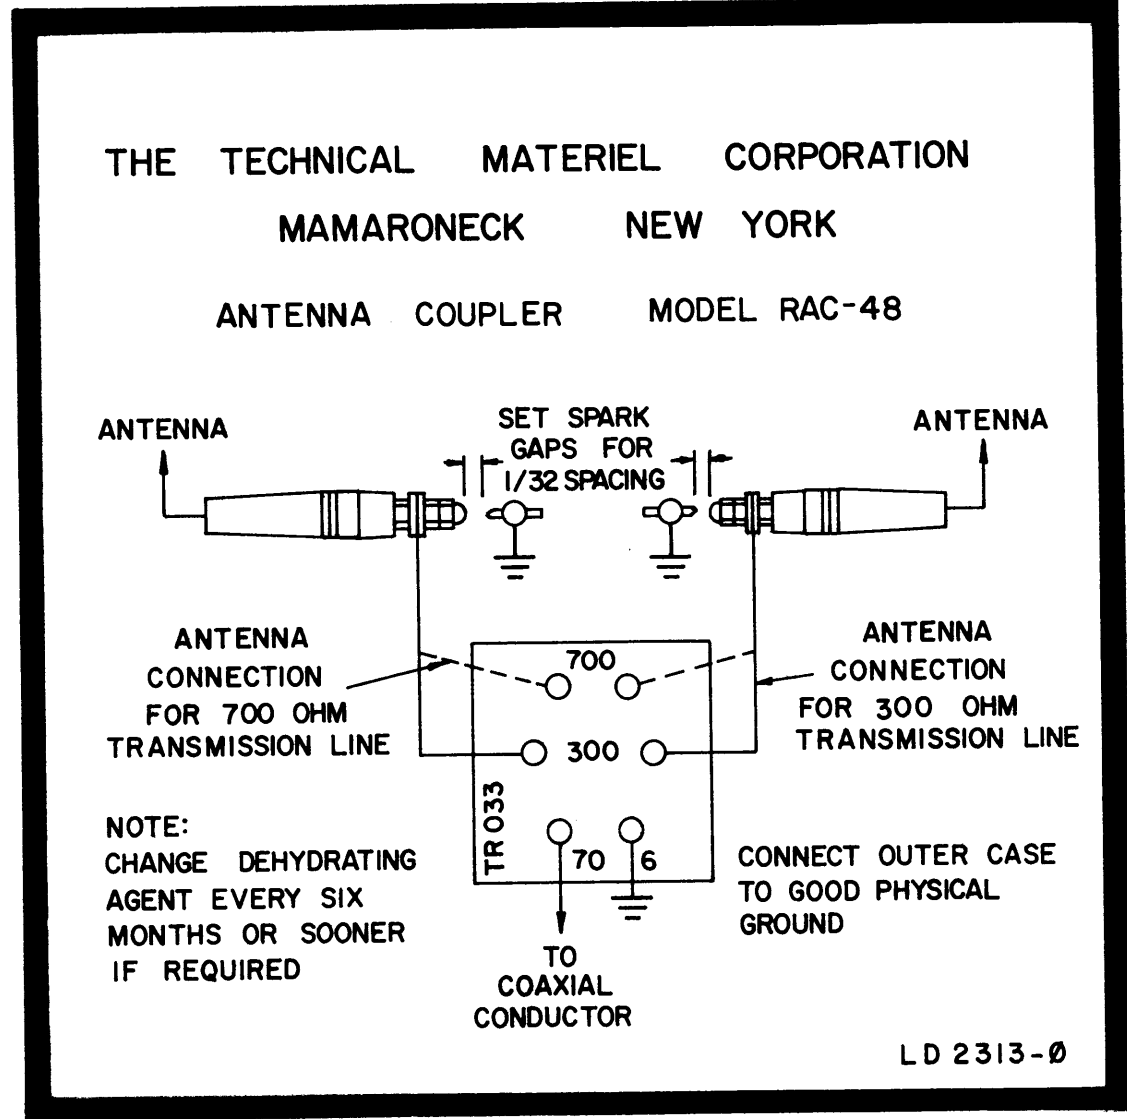 THE TECHNICAL MATERIEL CORPORATION
MAMARONECK NEW YORK
ANTENNA COUPLER MODEL RAC-48
ANTENNA
SET SPARK
GAPS FOR
1/32 SPACING
ANTENNA
ANTENNA
CONNECTION
FOR 700 OHM
TRANSMISSION LINE
700
300
TR033
70
6
ANTENNA
CONNECTION
FOR 300 OHM
TRANSMISSION LINE
NOTE:
CHANGE DEHYDRATING
AGENT EVERY SIX
MONTHS OR SOONER
IF REQUIRED
TO
COAXIAL
CONDUCTOR
CONNECT OUTER CASE
TO GOOD PHYSICAL
GROUND
LD 2313-Ø